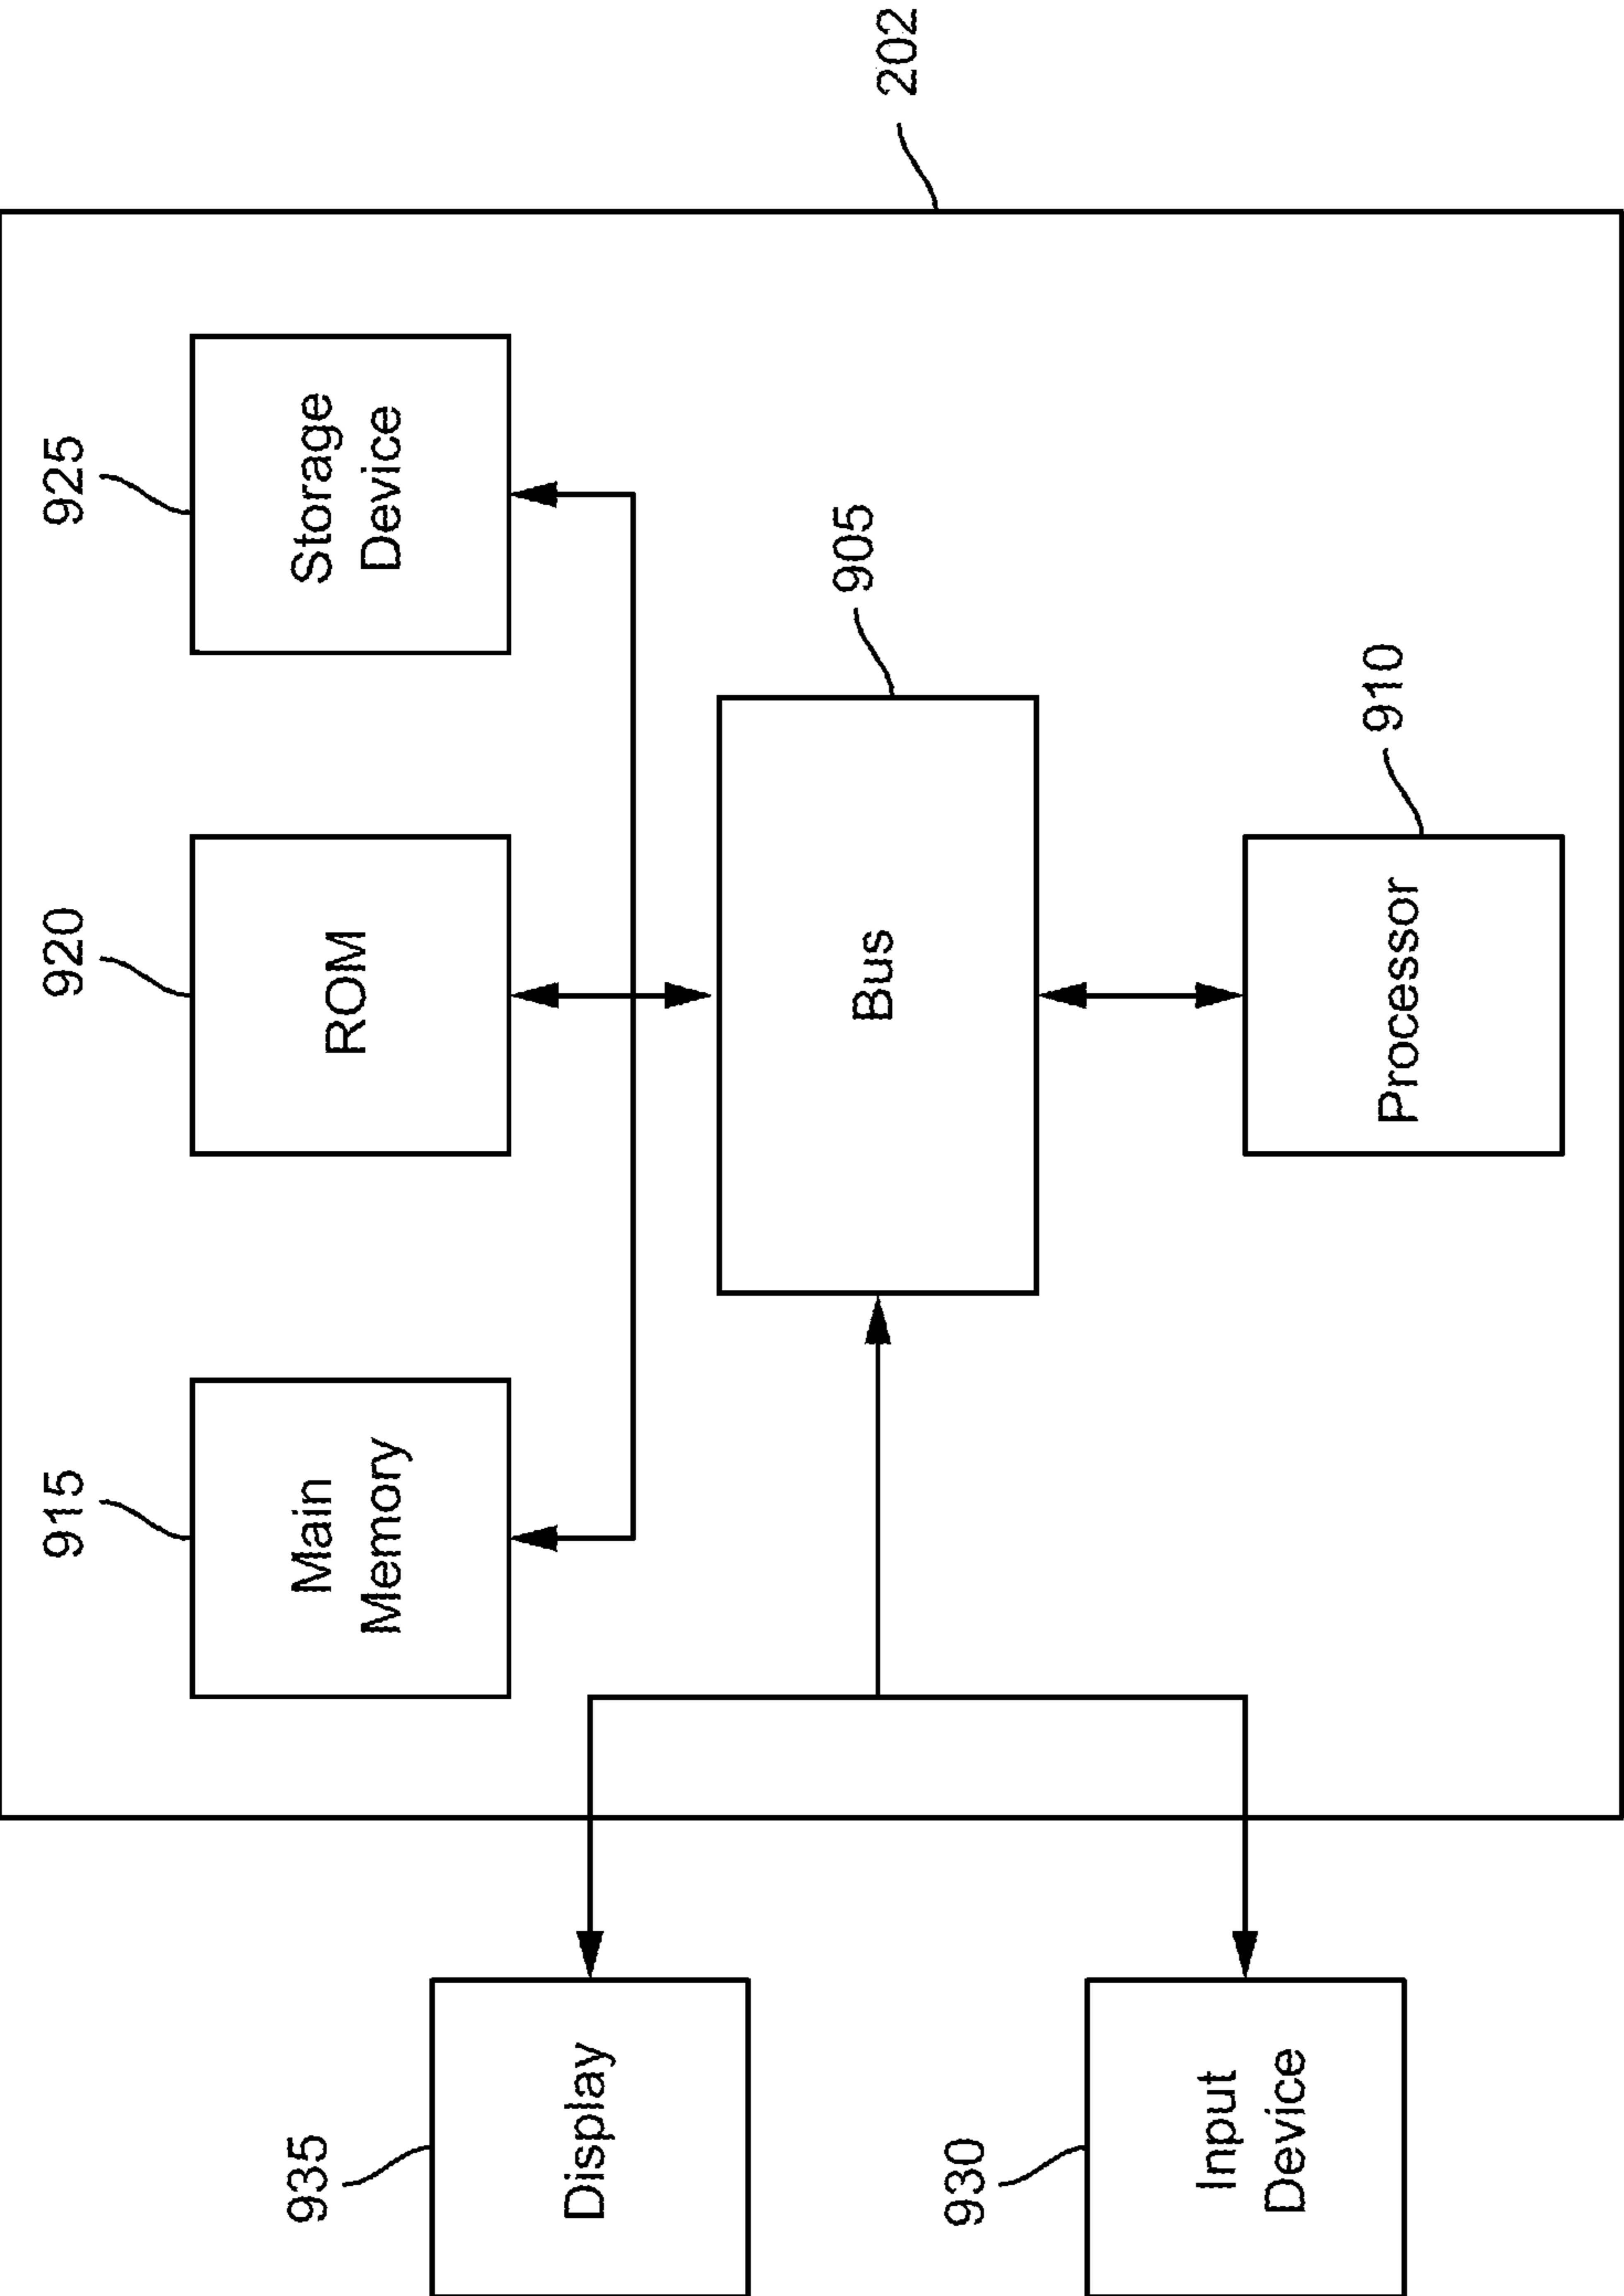 915
920
925
Main
Memory
ROM
Storage
Device
935
Display
905
Bus
202
930
Input
Device
910
Processor